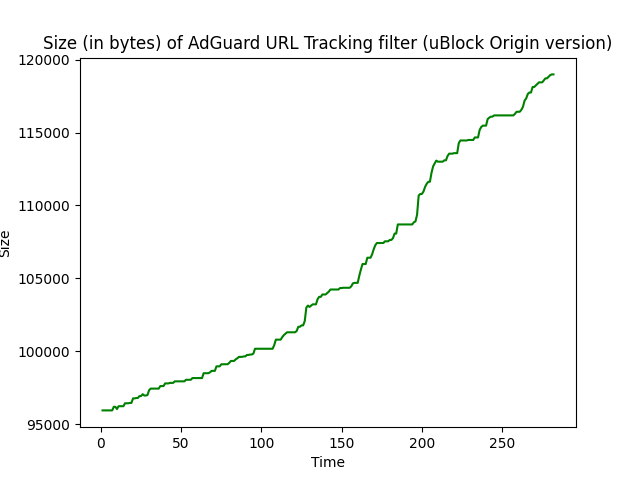 Size (in bytes) of AdGuard URL Tracking filter (uBlock Origin version)
120000
115000
110000
105000
100000
95000
Size
0 50 100 150 200 250
Time